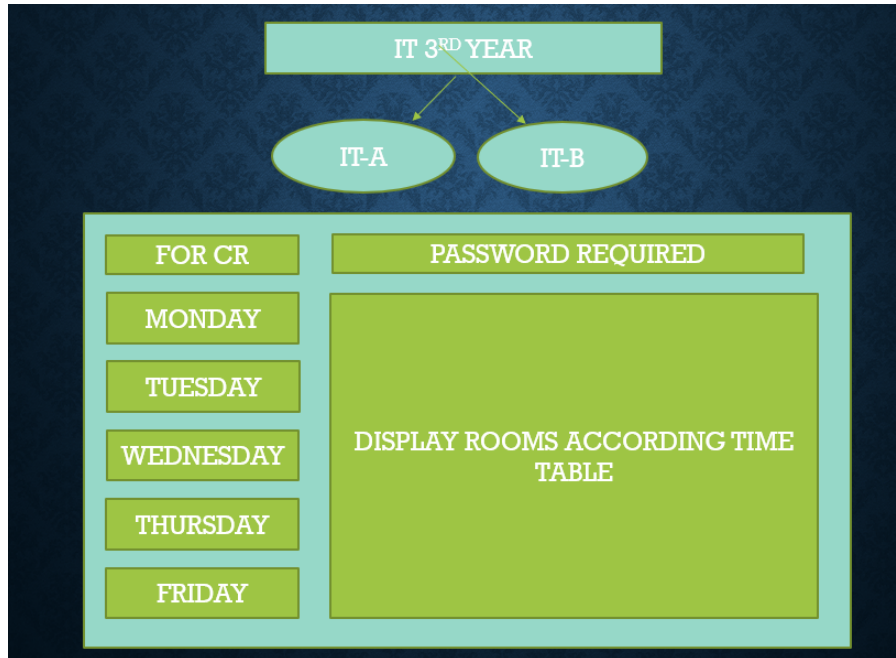 IT 3RD YEAR
IT-A
IT-B
FOR CR
PASSWORD REQUIRED
MONDAY
TUESDAY
WEDNESDAY
THURSDAY
FRIDAY
DISPLAY ROOMS ACCORDING TIME
TABLE